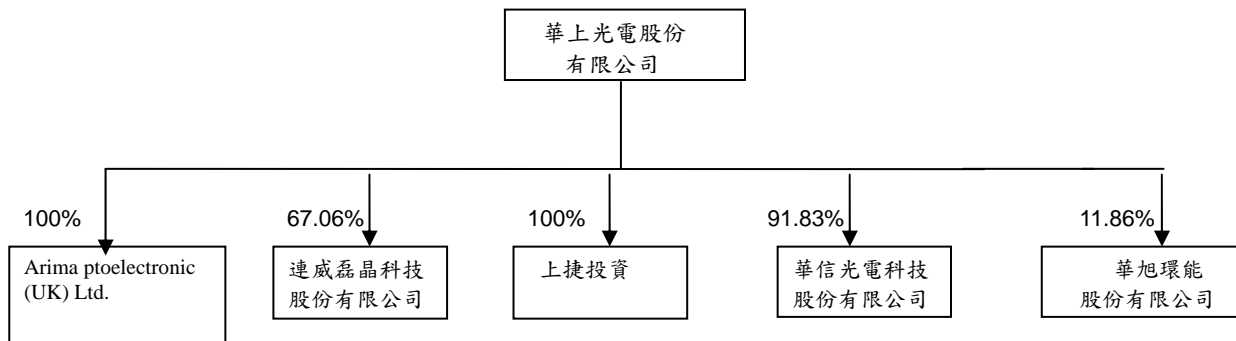 華上光電股份
有限公司
100%
67.06%
100%
91.83%
11.86%
Arima ptoelectronic
(UK) Ltd.
連威磊晶科技
股份有限公司
上捷投資
華信光電科技
股份有限公司
華旭環能
股份有限公司